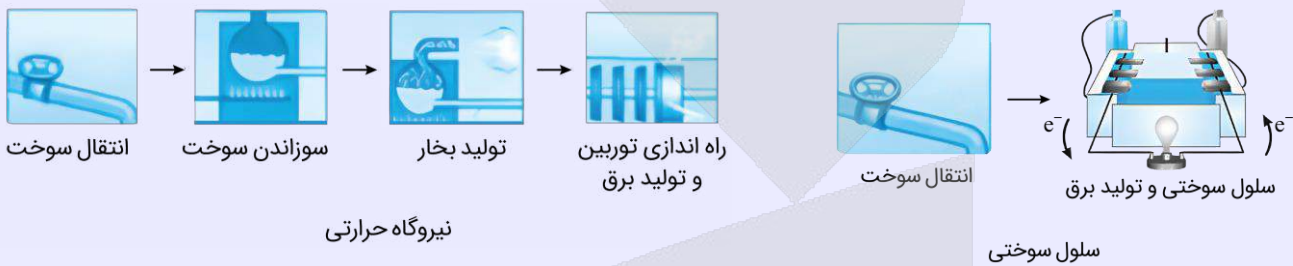 انتقال سوخت
سوزاندن سوخت
تولید بخار
راه اندازی توربین
و تولید برق
نیروگاه حرارتی
انتقال سوخت
e⁻
e⁻
سلول سوختی و تولید برق
سلول سوختی